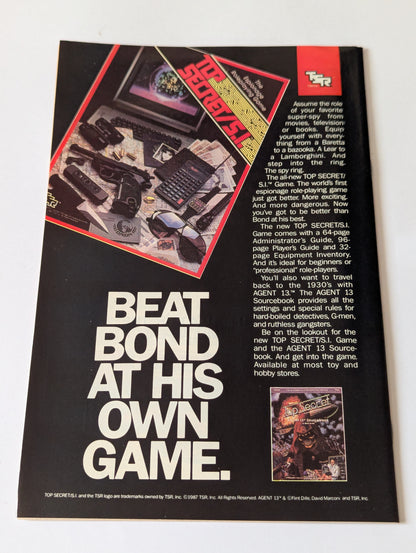 TOP
SECRET/S.I.
The
Espionage
Roleplaying Game
TSR
Assume the role
of your favorite
super-spy from
movies, television
or books. Equip
yourself with every-
thing from a Baretta
to a bazooka. A Lear to
a Lamborghini. And
step into the ring.
The spy ring.
The all-new TOP SECRET/
S.I.™ Game. The world's first
espionage role-playing game
just got better. More exciting.
And more dangerous. Now
you've got to be better than
Bond at his best.
The new TOP SECRET/S.I.
Game comes with a 64-page
Administrator's Guide, 96-
page Player's Guide and 32-
page Equipment Inventory.
And it's ideal for beginners or
"professional" role-players.
You'll also want to travel
back to the 1930's with
AGENT 13.™ The AGENT 13
Sourcebook provides all the
settings and special rules for
hard-boiled detectives, G-men,
and ruthless gangsters.
Be on the lookout for the
new TOP SECRET/S.I. Game
and the AGENT 13 Source-
book. And get into the game.
Available at most toy and
hobby stores.
BEAT
BOND
AT HIS
OWN
GAME.
Top Secret
TOP SECRET/S.I. and the TSR logo are trademarks owned by TSR, Inc. ©1987 TSR, Inc. All Rights Reserved. AGENT 13™ & ©Flint Dille, David Marconi and TSR, Inc.